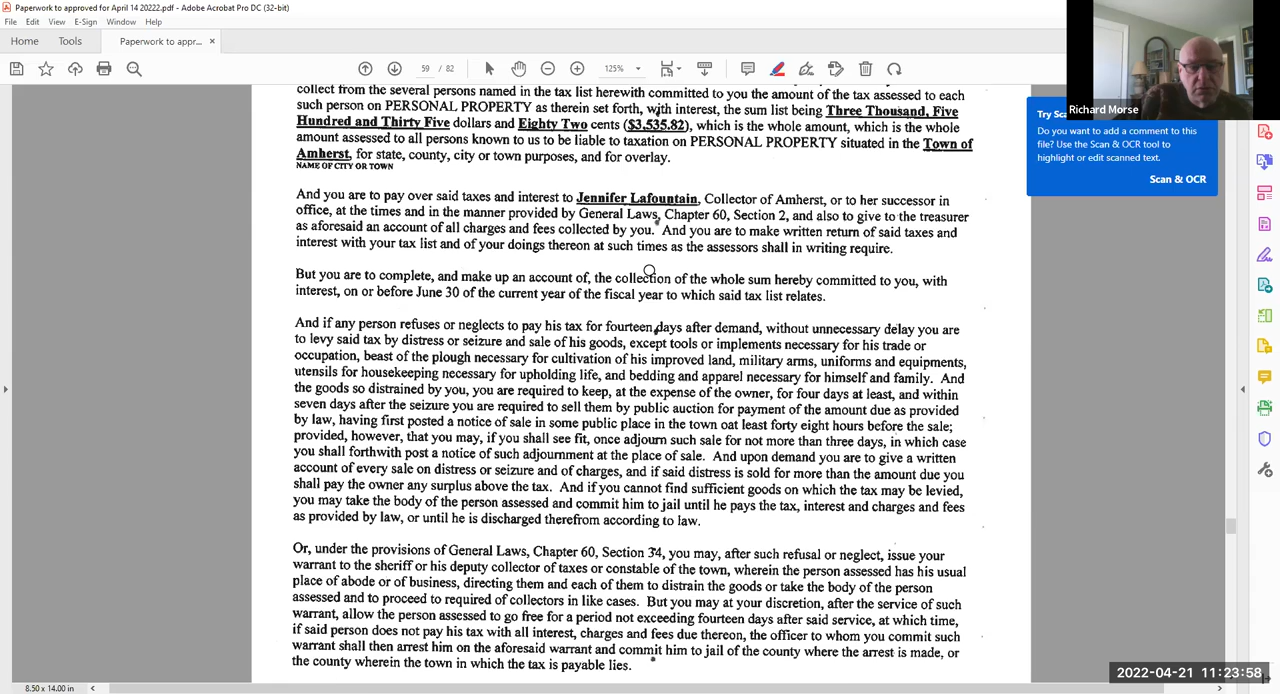 Paperwork to approved for April 14 20222.pdf - Adobe Acrobat Pro DC (32-bit)
File Edit View E-Sign Window Help
Home Tools Paperwork to appr... ×
59 / 82 125%
Richard Morse
Do you want to add a comment to this
file? Use the Scan & OCR tool to
highlight or edit scanned text.
Scan & OCR
collect from the several persons named in the tax list herewith committed to you the amount of the tax assessed to each
such person on PERSONAL PROPERTY as therein set forth, with interest, the sum list being Three Thousand, Five
Hundred and Thirty Five dollars and Eighty Two cents ($3,535.82), which is the whole amount, which is the whole
amount assessed to all persons known to us to be liable to taxation on PERSONAL PROPERTY situated in the Town of
Amherst, for state, county, city or town purposes, and for overlay.
NAME OF CITY OR TOWN
And you are to pay over said taxes and interest to Jennifer Lafountain, Collector of Amherst, or to her successor in
office, at the times and in the manner provided by General Laws, Chapter 60, Section 2, and also to give to the treasurer
as aforesaid an account of all charges and fees collected by you. And you are to make written return of said taxes and
interest with your tax list and of your doings thereon at such times as the assessors shall in writing require.
But you are to complete, and make up an account of, the collection of the whole sum hereby committed to you, with
interest, on or before June 30 of the current year of the fiscal year to which said tax list relates.
And if any person refuses or neglects to pay his tax for fourteen days after demand, without unnecessary delay you are
to levy said tax by distress or seizure and sale of his goods, except tools or implements necessary for his trade or
occupation, beast of the plough necessary for cultivation of his improved land, military arms, uniforms and equipments,
utensils for housekeeping necessary for upholding life, and bedding and apparel necessary for himself and family. And
the goods so distrained by you, you are required to keep, at the expense of the owner, for four days at least, and within
seven days after the seizure you are required to sell them by public auction for payment of the amount due as provided
by law, having first posted a notice of sale in some public place in the town oat least forty eight hours before the sale;
provided, however, that you may, if you shall see fit, once adjourn such sale for not more than three days, in which case
you shall forthwith post a notice of such adjournment at the place of sale. And upon demand you are to give a written
account of every sale on distress or seizure and of charges, and if said distress is sold for more than the amount due you
shall pay the owner any surplus above the tax. And if you cannot find sufficient goods on which the tax may be levied,
you may take the body of the person assessed and commit him to jail until he pays the tax, interest and charges and fees
as provided by law, or until he is discharged therefrom according to law.
Or, under the provisions of General Laws, Chapter 60, Section 34, you may, after such refusal or neglect, issue your
warrant to the sheriff or his deputy collector of taxes or constable of the town, wherein the person assessed has his usual
place of abode or of business, directing them and each of them to distrain the goods or take the body of the person
assessed and to proceed to required of collectors in like cases. But you may at your discretion, after the service of such
warrant, allow the person assessed to go free for a period not exceeding fourteen days after said service, at which time,
if said person does not pay his tax with all interest, charges and fees due thereon, the officer to whom you commit such
warrant shall then arrest him on the aforesaid warrant and commit him to jail of the county where the arrest is made, or
the county wherein the town in which the tax is payable lies.
8.50 x 14.00 in
2022-04-21 11:23:58